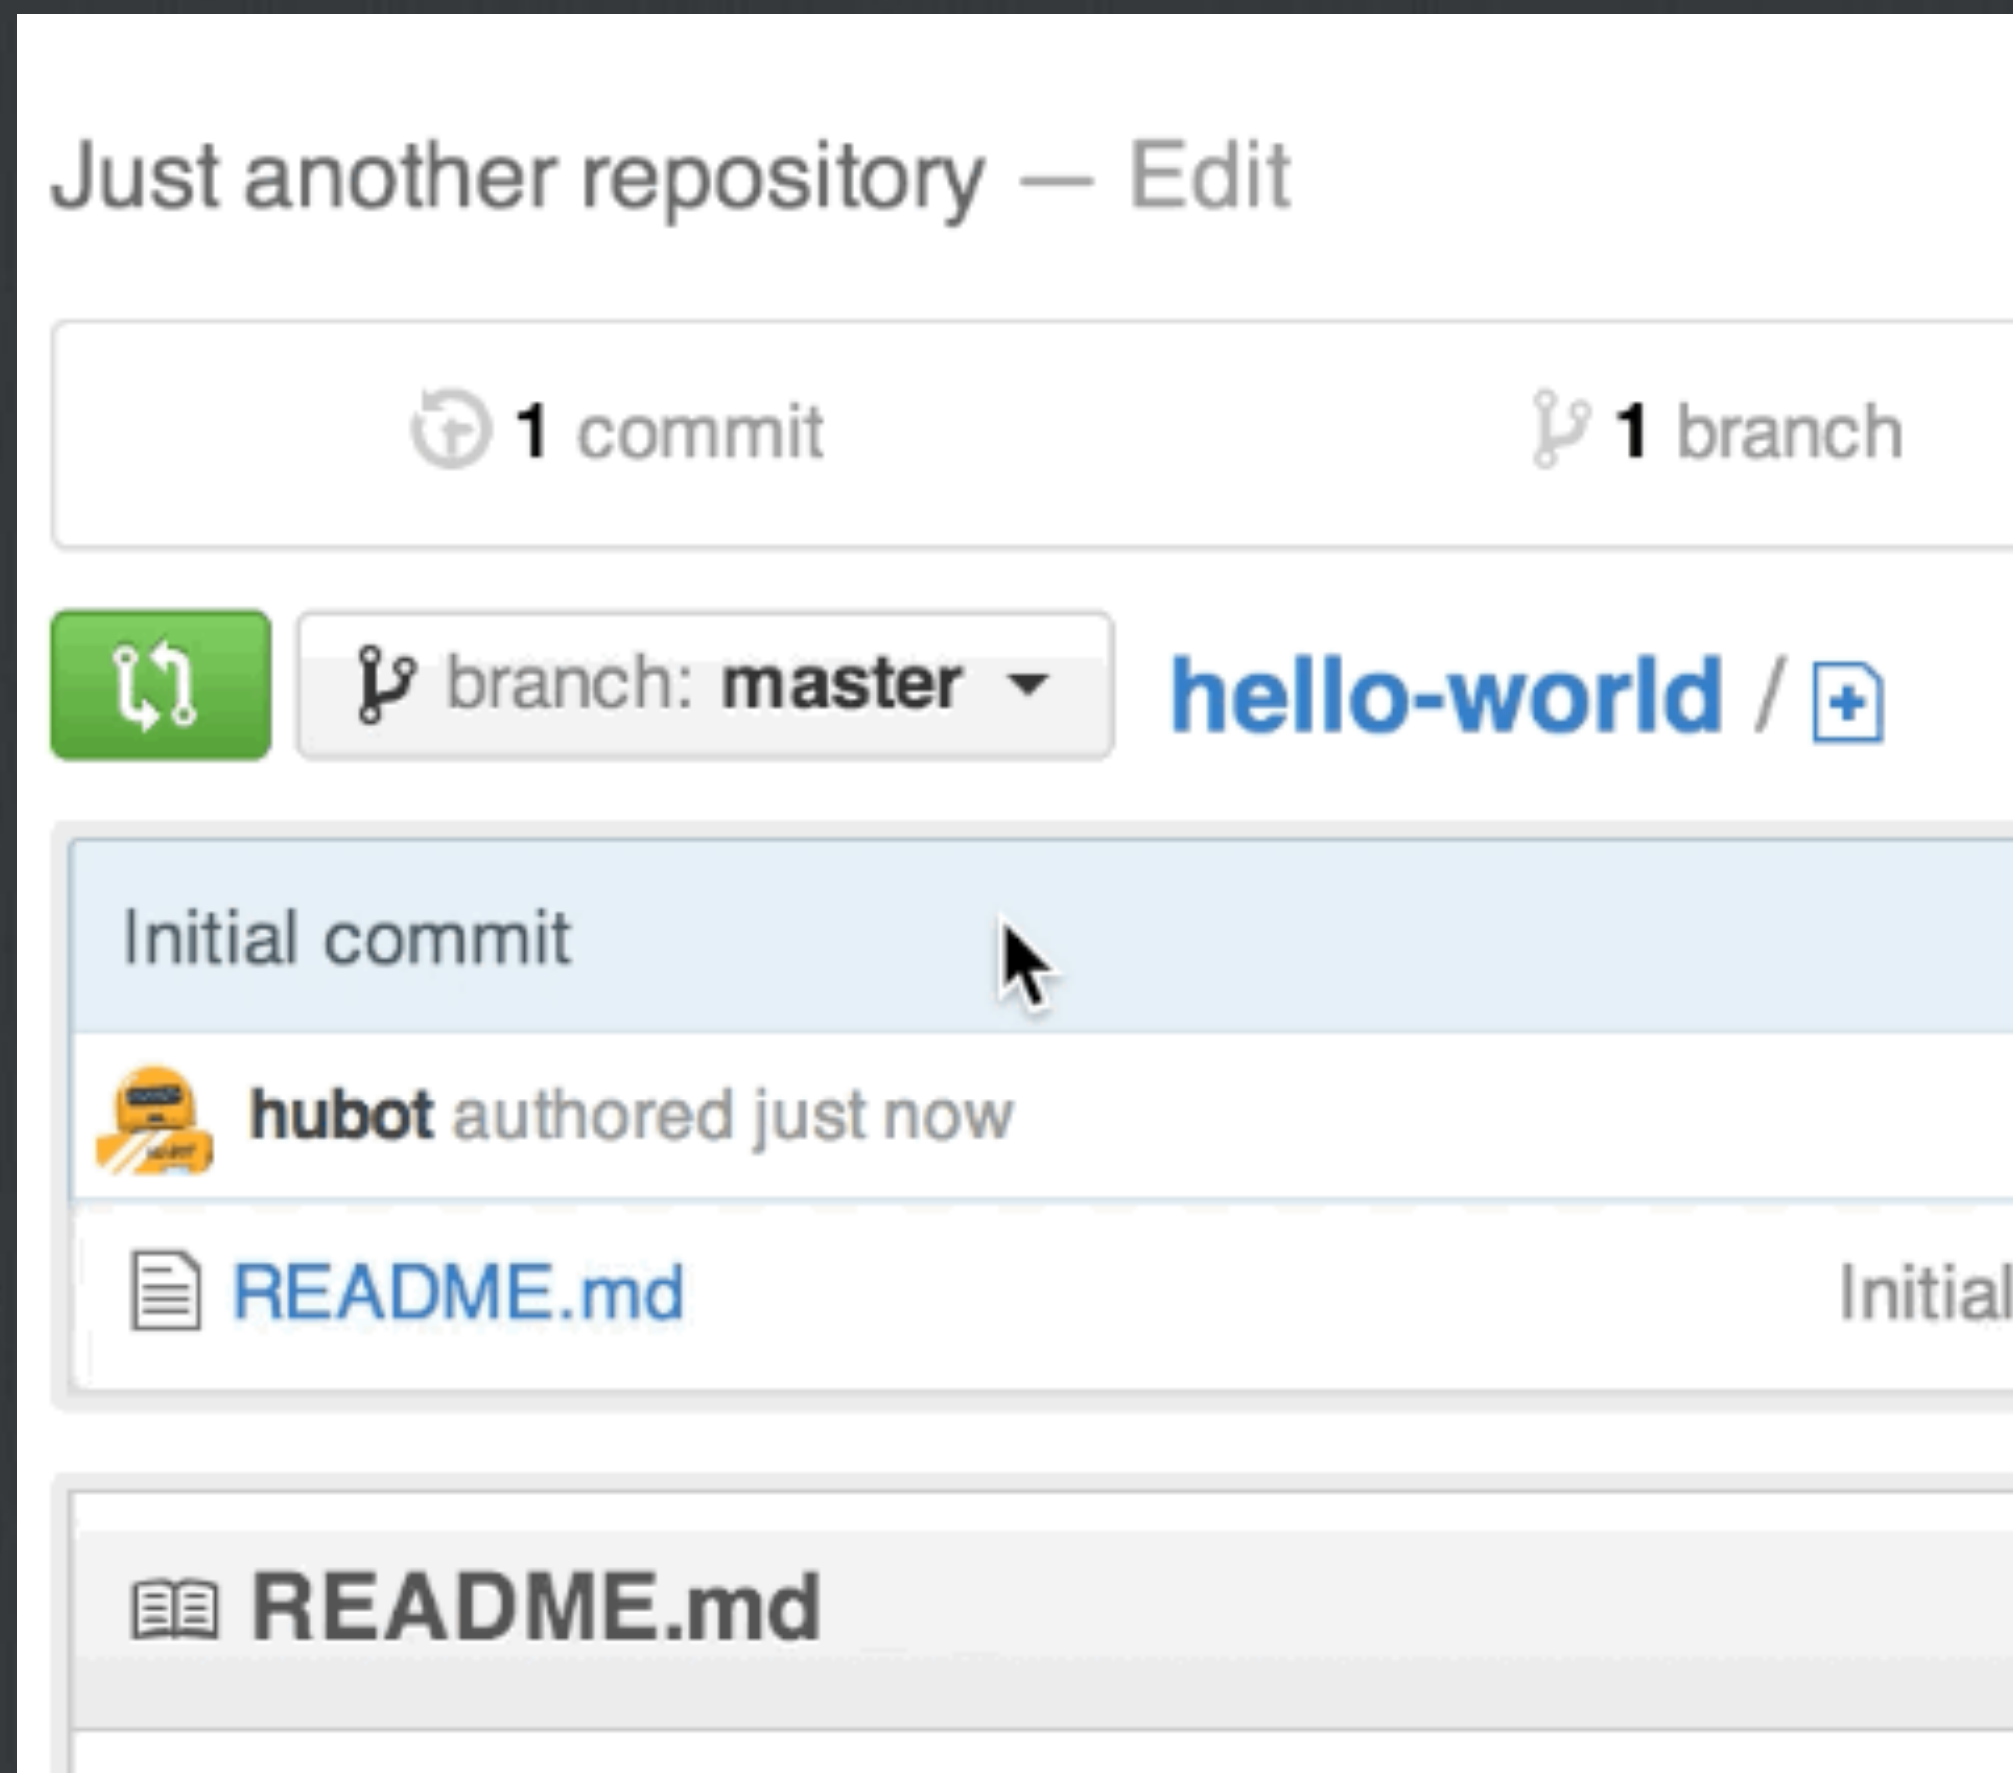 Just another repository — Edit
1 commit 1 branch
branch: master hello-world /
Initial commit
hubot authored just now
README.md Initial
README.md